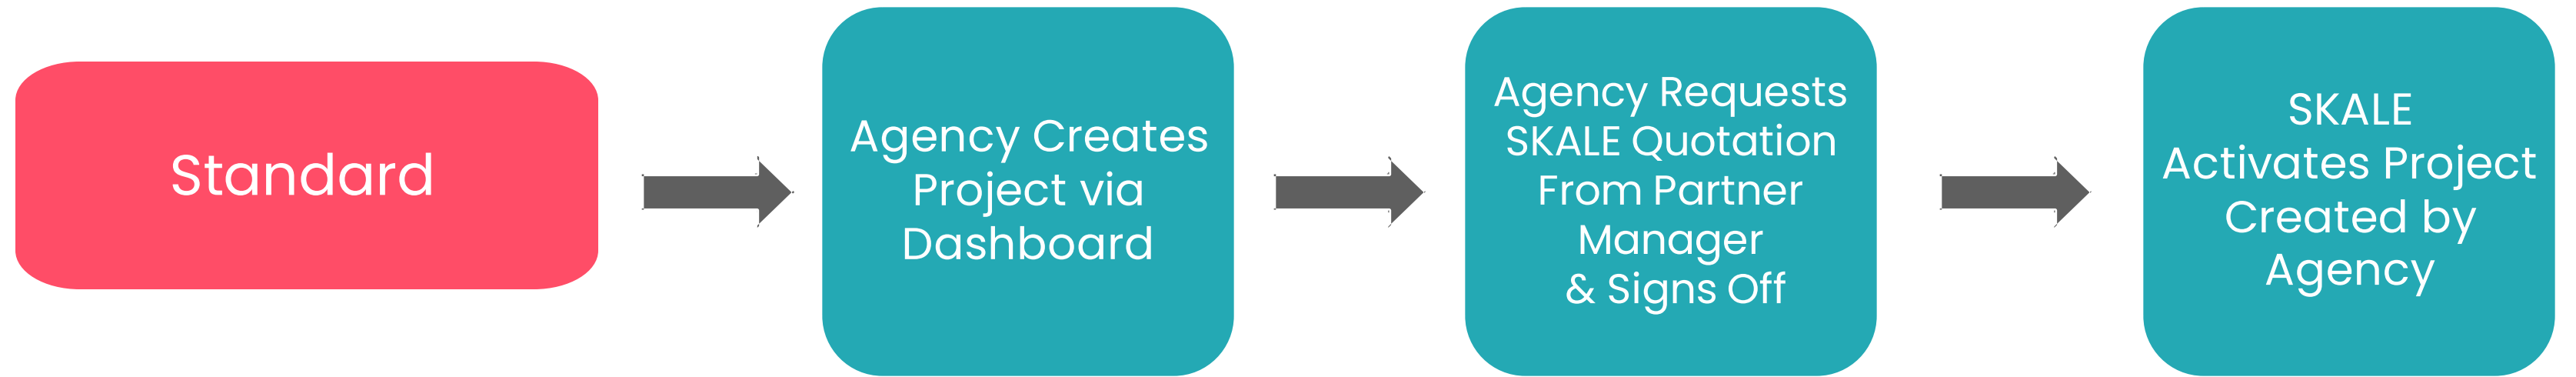 Standard
Agency Creates
Project via
Dashboard
Agency Requests
SKALE Quotation
From Partner
Manager
& Signs Off
SKALE
Activates Project
Created by
Agency